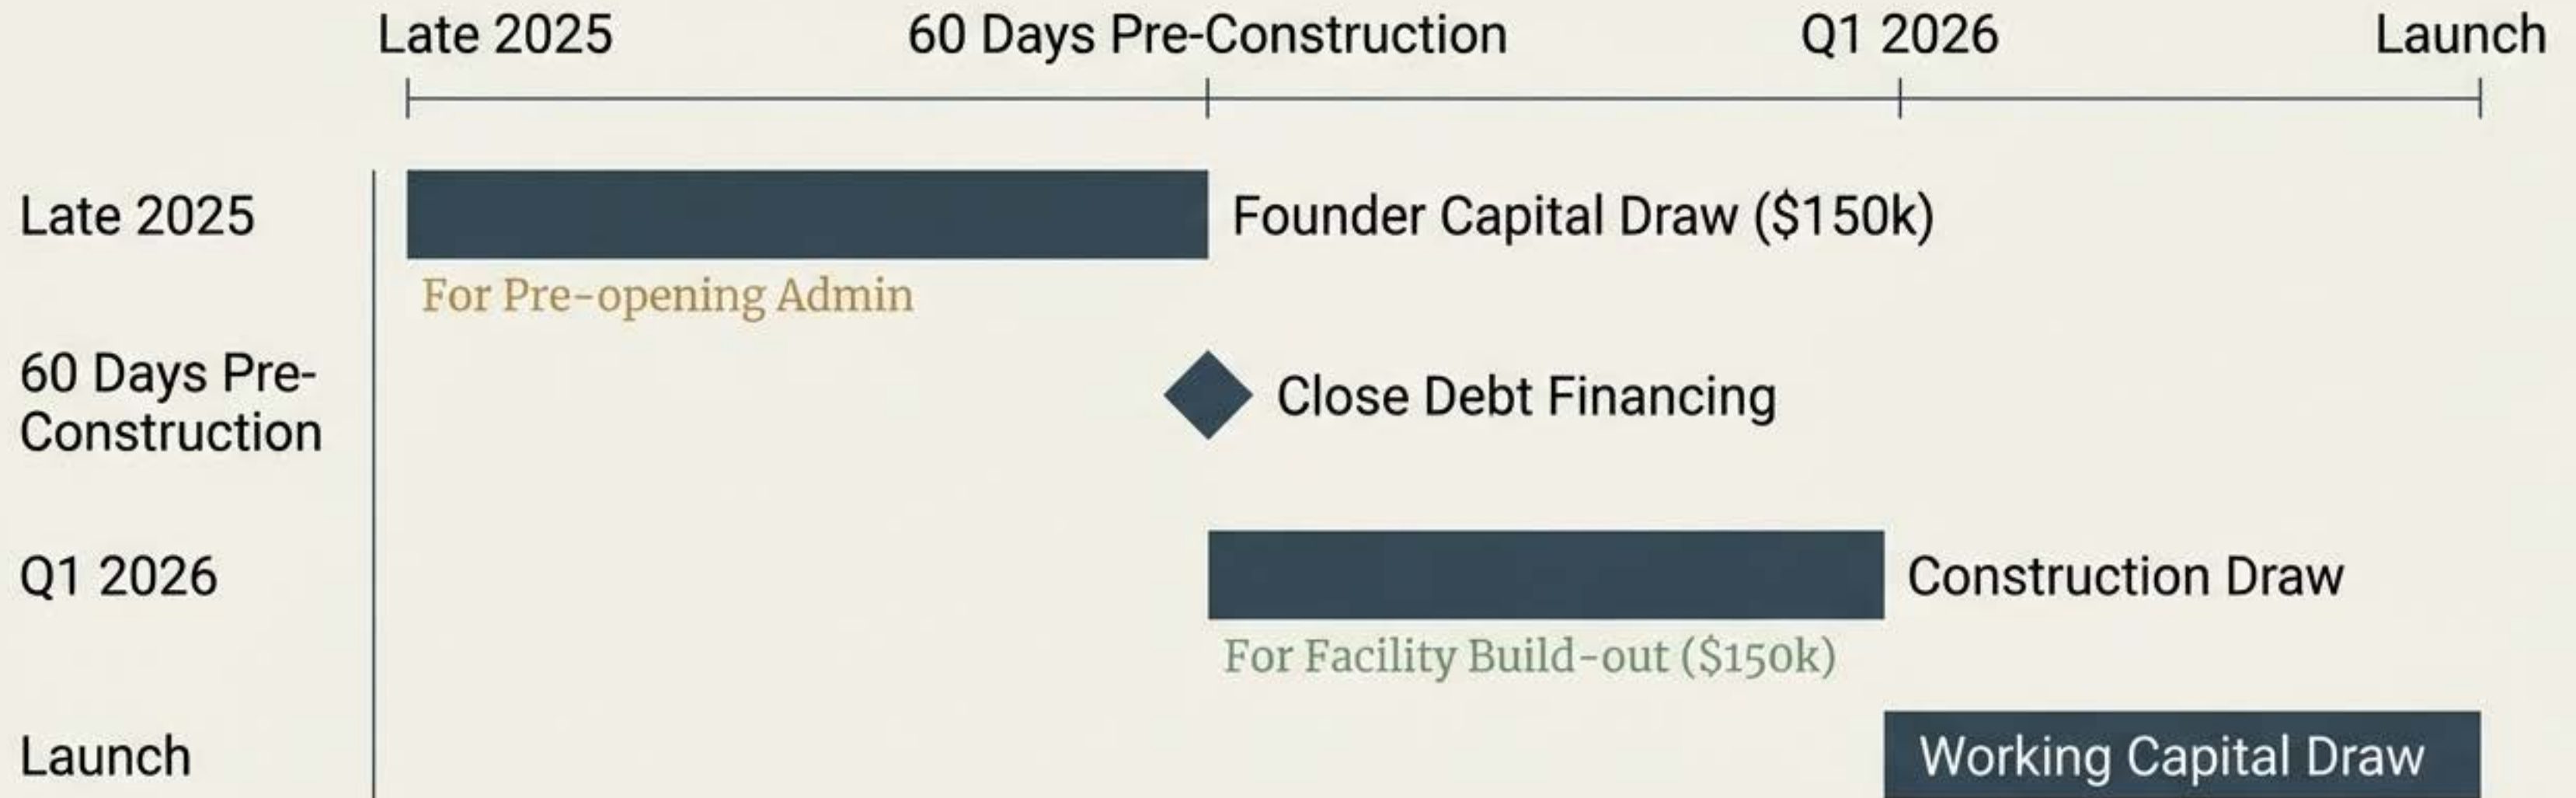 Late 2025 60 Days Pre-Construction Q1 2026 Launch
Late 2025 Founder Capital Draw ($150k)
For Pre-opening Admin
60 Days Pre-
Construction
Close Debt Financing
Q1 2026 Construction Draw
For Facility Build-out ($150k)
Launch Working Capital Draw